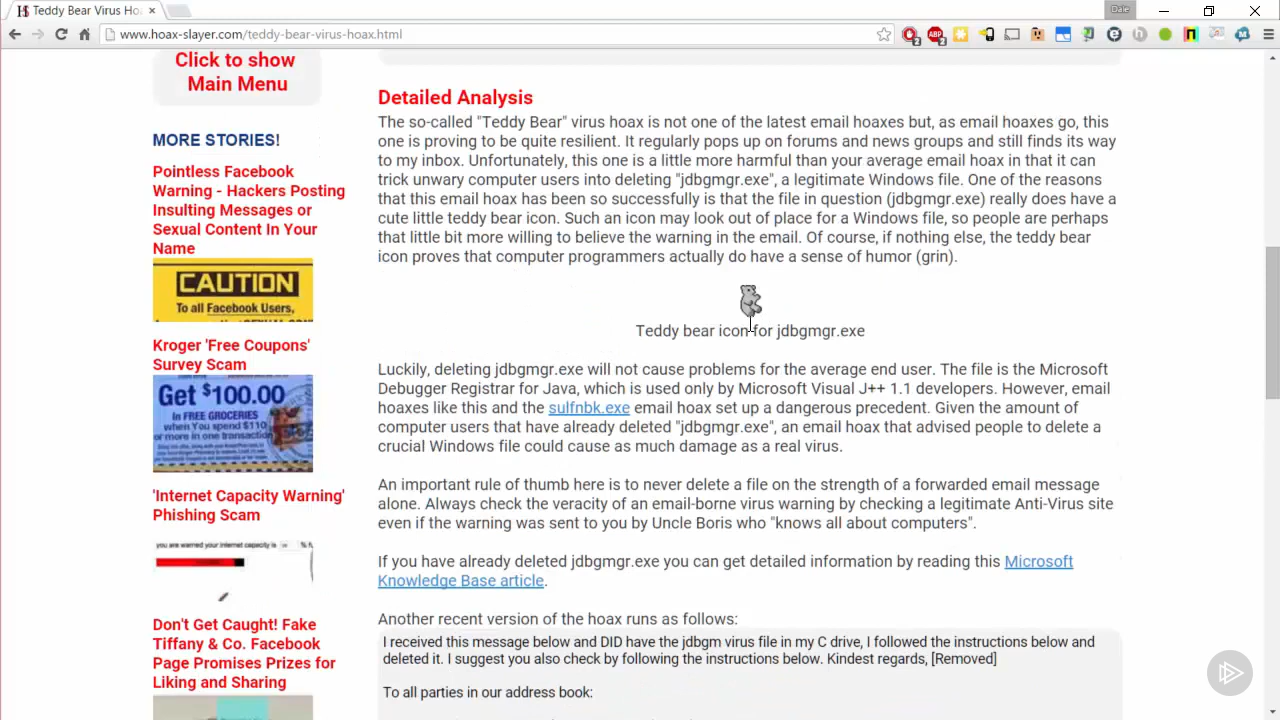 Teddy Bear Virus Ho
Dale
www.hoax-slayer.com/teddy-bear-virus-hoax.html
Click to show
Main Menu
MORE STORIES!
Pointless Facebook
Warning - Hackers Posting
Insulting Messages or
Sexual Content In Your
Name
CAUTION
To all Facebook Users,
Kroger 'Free Coupons'
Survey Scam
Get $100.00
In FREE GROCERIES
when You spend $110
or more in one transaction
'Internet Capacity Warning'
Phishing Scam
you are warned your internet capacity is
Don't Get Caught! Fake
Tiffany & Co. Facebook
Page Promises Prizes for
Liking and Sharing
Detailed Analysis
The so-called "Teddy Bear" virus hoax is not one of the latest email hoaxes but, as email hoaxes go, this
one is proving to be quite resilient. It regularly pops up on forums and news groups and still finds its way
to my inbox. Unfortunately, this one is a little more harmful than your average email hoax in that it can
trick unwary computer users into deleting "jdbgmgr.exe", a legitimate Windows file. One of the reasons
that this email hoax has been so successfully is that the file in question (jdbgmgr.exe) really does have a
cute little teddy bear icon. Such an icon may look out of place for a Windows file, so people are perhaps
that little bit more willing to believe the warning in the email. Of course, if nothing else, the teddy bear
icon proves that computer programmers actually do have a sense of humor (grin).
Teddy bear icon for jdbgmgr.exe
Luckily, deleting jdbgmgr.exe will not cause problems for the average end user. The file is the Microsoft
Debugger Registrar for Java, which is used only by Microsoft Visual J++ 1.1 developers. However, email
hoaxes like this and the sulfnbk.exe email hoax set up a dangerous precedent. Given the amount of
computer users that have already deleted "jdbgmgr.exe", an email hoax that advised people to delete a
crucial Windows file could cause as much damage as a real virus.
An important rule of thumb here is to never delete a file on the strength of a forwarded email message
alone. Always check the veracity of an email-borne virus warning by checking a legitimate Anti-Virus site
even if the warning was sent to you by Uncle Boris who "knows all about computers".
If you have already deleted jdbgmgr.exe you can get detailed information by reading this Microsoft
Knowledge Base article.
Another recent version of the hoax runs as follows:
I received this message below and DID have the jdbgm virus file in my C drive, I followed the instructions below and
deleted it. I suggest you also check by following the instructions below. Kindest regards, [Removed]
To all parties in our address book: